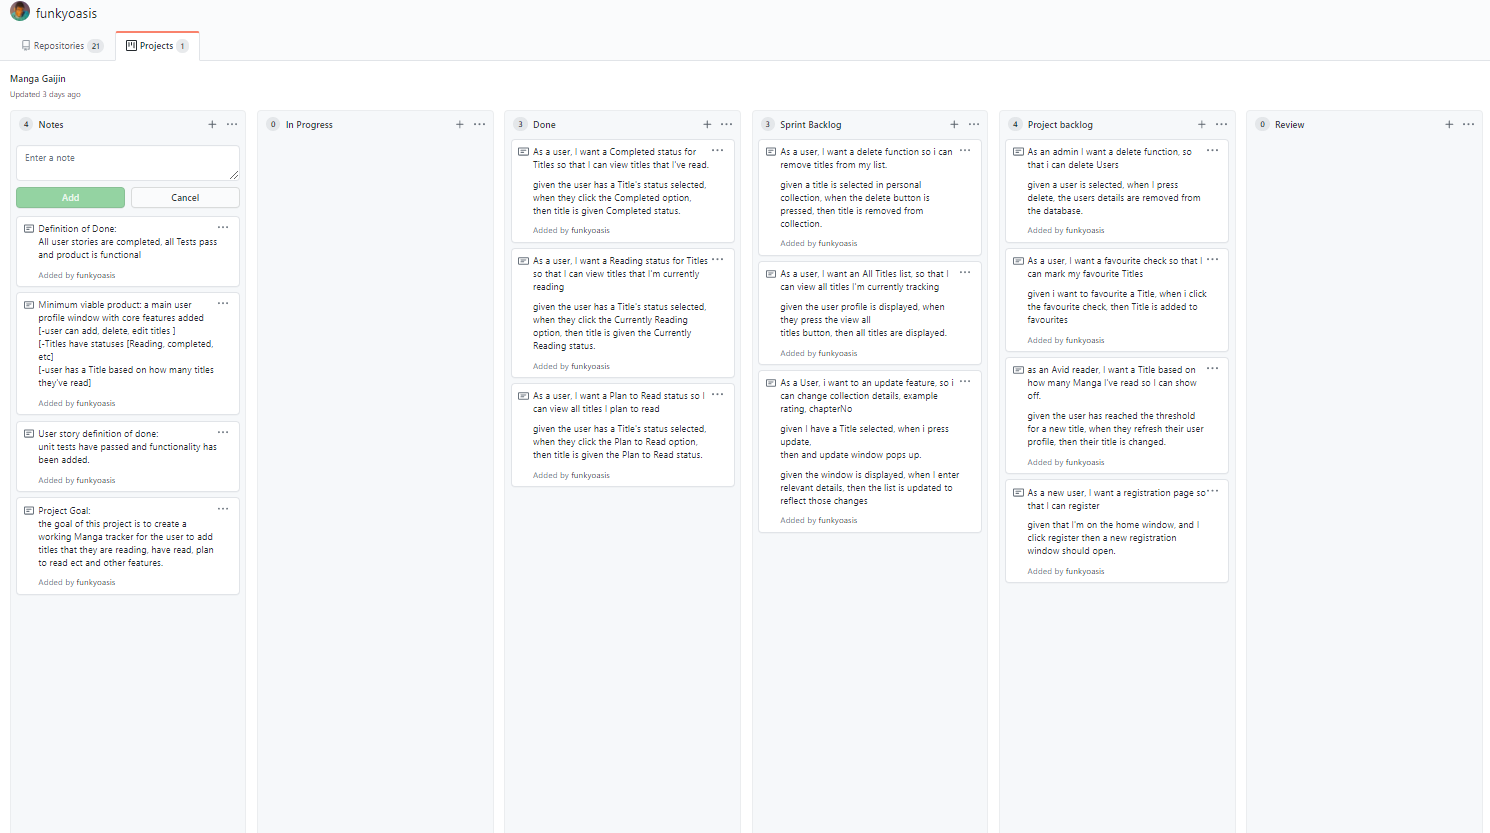 funkyoasis
Repositories 21
Projects 1
Manga Gaijin
Updated 3 days ago
4 Notes
Enter a note
Add
Cancel
Definition of Done:
All user stories are completed, all Tests pass
and product is functional
Added by funkyoasis
Minimum viable product: a main user
profile window with core features added
[-user can add, delete, edit titles ]
[-Titles have statuses [Reading, completed,
etc]
[-user has a Title based on how many titles
they've read]
Added by funkyoasis
User story definition of done:
unit tests have passed and functionality has
been added.
Added by funkyoasis
Project Goal:
the goal of this project is to create a
working Manga tracker for the user to add
titles that they are reading, have read, plan
to read ect and other features.
Added by funkyoasis
0 In Progress
3 Done
As a user, I want a Completed status for
Titles so that I can view titles that I've read.
given the user has a Title's status selected,
when they click the Completed option,
then title is given Completed status.
Added by funkyoasis
As a user, I want a Reading status for Titles
so that I can view titles that I'm currently
reading
given the user has a Title's status selected,
when they click the Currently Reading
option, then title is given the Currently
Reading status.
Added by funkyoasis
As a user, I want a Plan to Read status so I
can view all titles I plan to read
given the user has a Title's status selected,
when they click the Plan to Read option,
then title is given the Plan to Read status.
Added by funkyoasis
3 Sprint Backlog
As a user, I want a delete function so i can
remove titles from my list.
given a title is selected in personal
collection, when the delete button is
pressed, then title is removed from
collection.
Added by funkyoasis
As a user, I want an All Titles list, so that I
can view all titles I'm currently tracking
given the user profile is displayed, when
they press the view all
titles button, then all titles are displayed.
Added by funkyoasis
As a User, i want to an update feature, so i
can change collection details, example
rating, chapterNo
given I have a Title selected, when i press
update,
then and update window pops up.
given the window is displayed, when I enter
relevant details, then the list is updated to
reflect those changes
Added by funkyoasis
4 Project backlog
As an admin I want a delete function, so
that i can delete Users
given a user is selected, when I press
delete, the users details are removed from
the database.
Added by funkyoasis
As a user, I want a favourite check so that I
can mark my favourite Titles
given i want to favourite a Title, when i click
the favourite check, then Title is added to
favourites
Added by funkyoasis
as an Avid reader, I want a Title based on
how many Manga I've read so I can show
off.
given the user has reached the threshold
for a new title, when they refresh their user
profile, then their title is changed.
Added by funkyoasis
As a new user, I want a registration page so
that I can register
given that I'm on the home window, and I
click register then a new registration
window should open.
Added by funkyoasis
0 Review